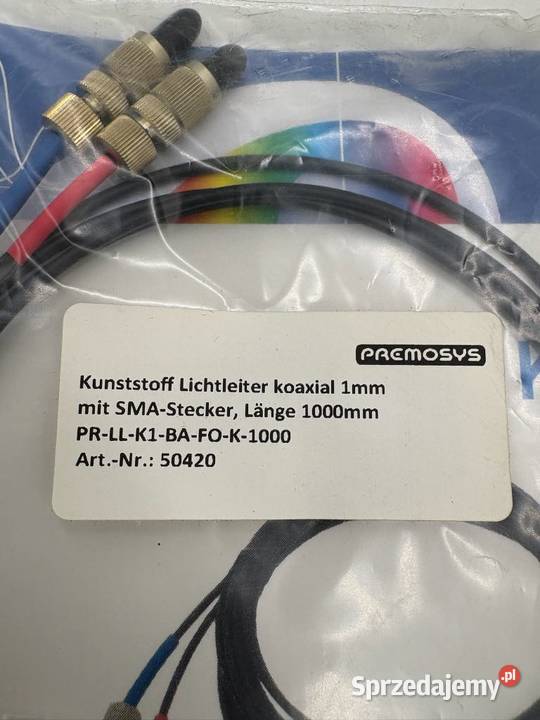 PREMOSYS
Kunststoff Lichtleiter koaxial 1mm
mit SMA-Stecker, Länge 1000mm
PR-LL-K1-BA-FO-K-1000
Art.-Nr.: 50420
Sprzedajemy.pl